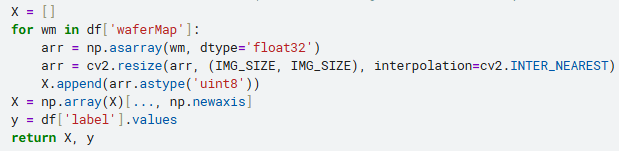 X = []
for wm in df['waferMap']:
    arr = np.asarray(wm, dtype='float32')
    arr = cv2.resize(arr, (IMG_SIZE, IMG_SIZE), interpolation=cv2.INTER_NEAREST)
    X.append(arr.astype('uint8'))
X = np.array(X)[..., np.newaxis]
y = df['label'].values
return X, y